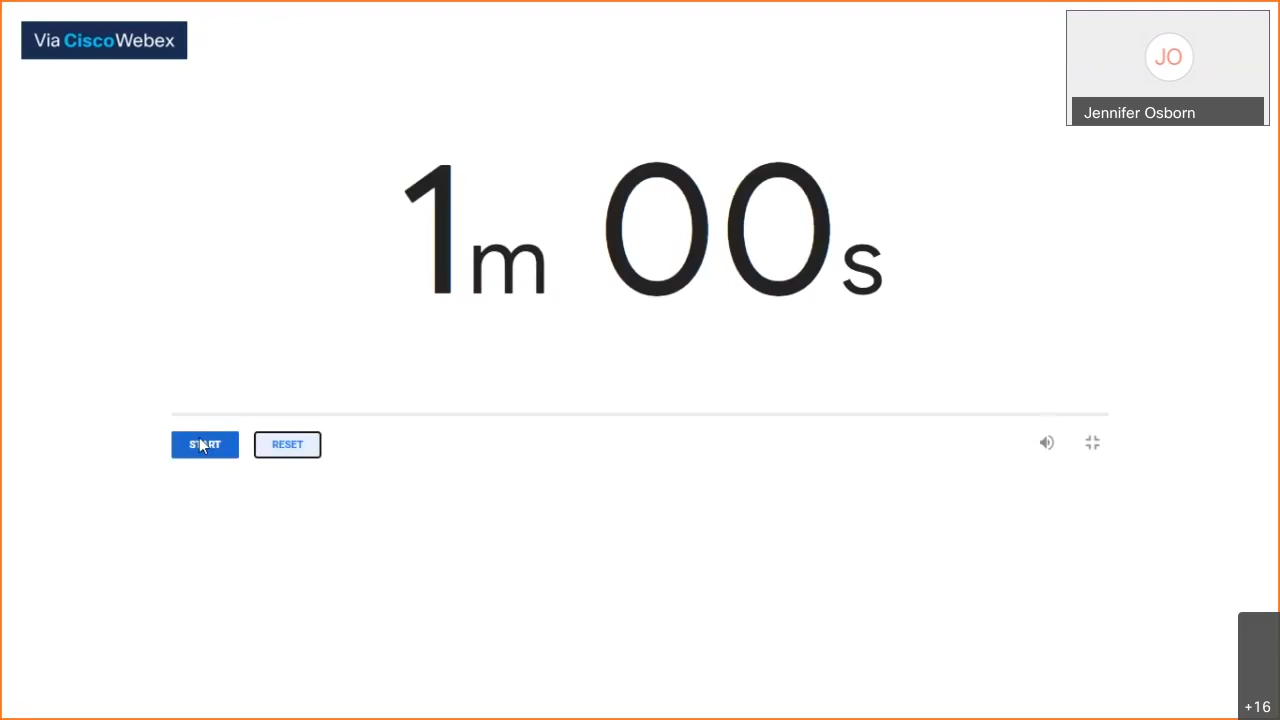 Via CiscoWebex
JO
Jennifer Osborn
1m 00s
START
RESET
+16